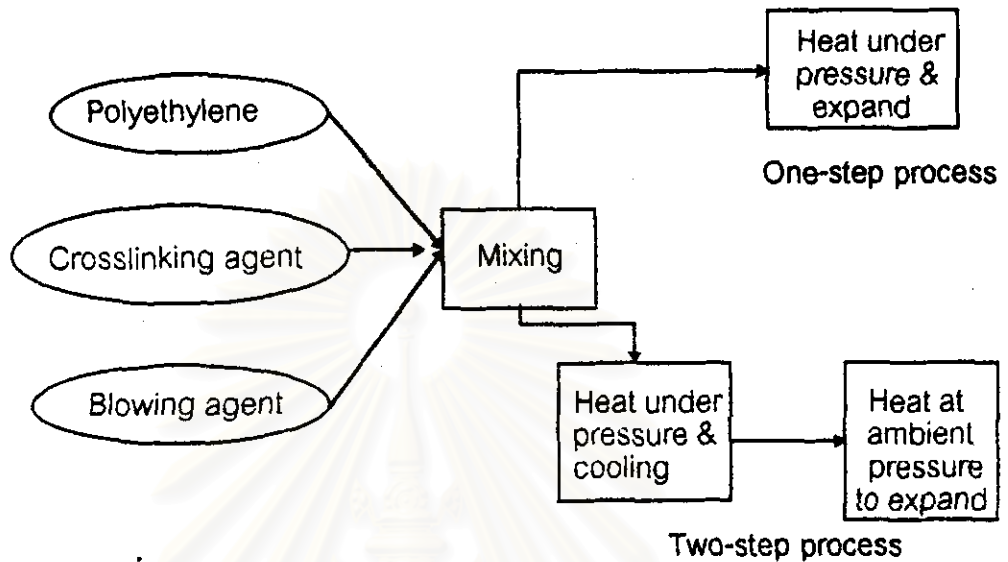 Polyethylene
Crosslinking agent
Blowing agent
Mixing
Heat under
pressure &
expand
One-step process
Heat under
pressure &
cooling
Heat at
ambient
pressure
to expand
Two-step process